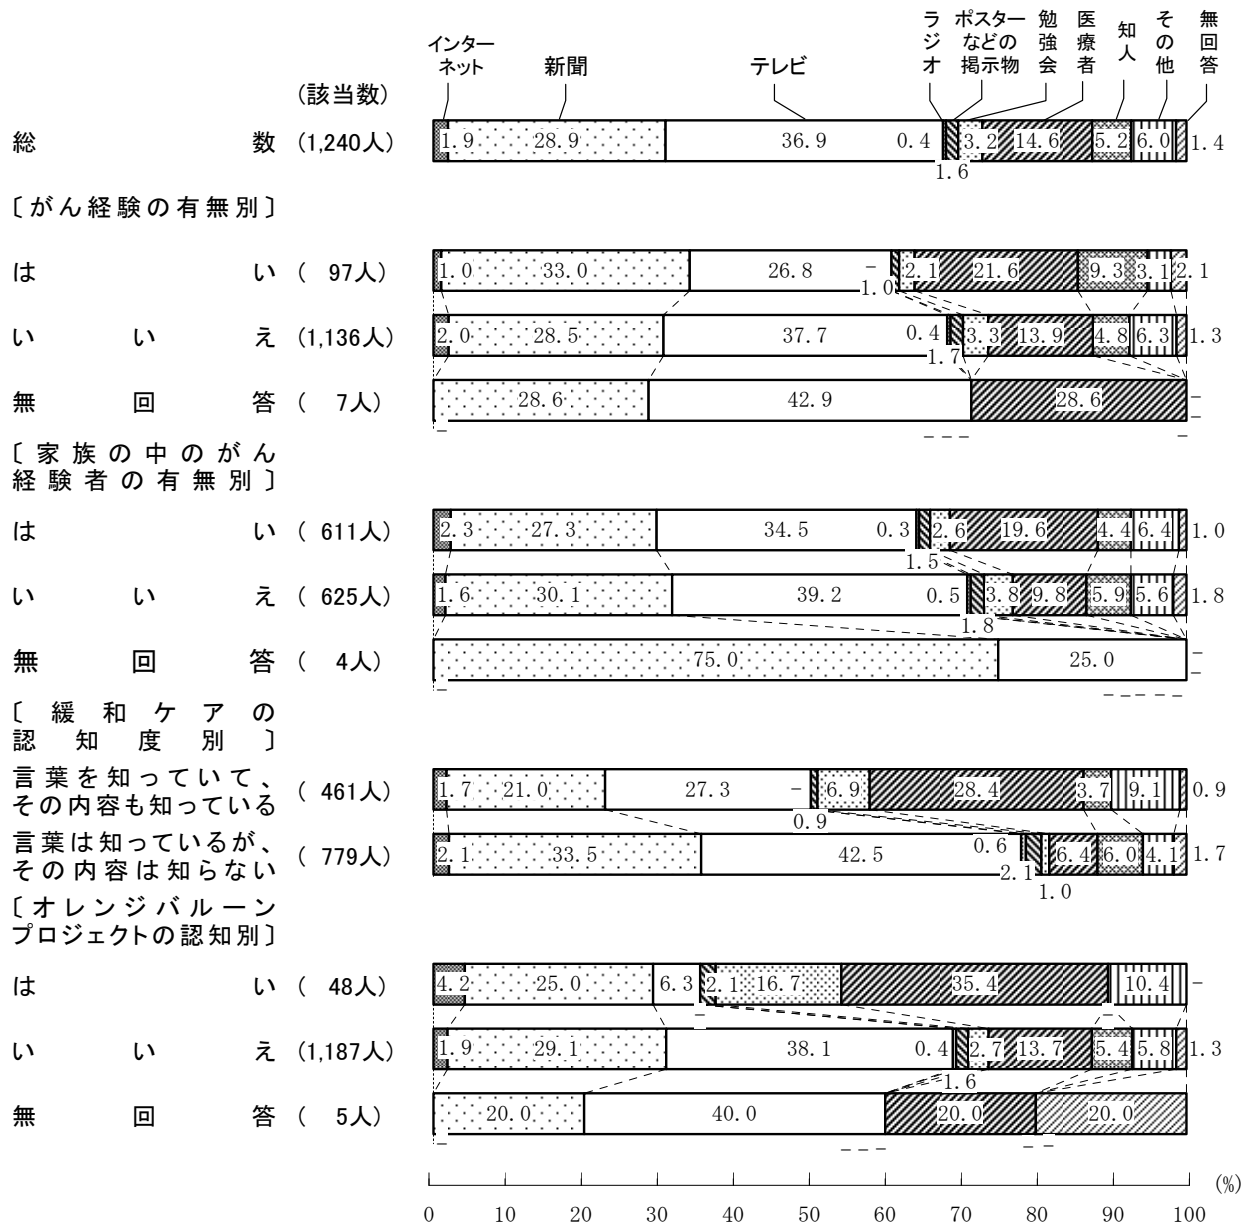 インターネット
新聞
テレビ
ラジオ
ポスターなどの掲示物
勉強会
医療者
知人
その他
無回答
(該当数)
総数 (1,240人) 1.9 28.9 36.9 0.4 1.6 3.2 14.6 5.2 6.0 1.4
〔がん経験の有無別〕
はい ( 97人) 1.0 33.0 26.8 − 1.0 2.1 21.6 9.3 3.1 2.1
いいえ (1,136人) 2.0 28.5 37.7 0.4 1.7 3.3 13.9 4.8 6.3 1.3
無回答 ( 7人) − 28.6 42.9 − − − 28.6 − − −
〔家族の中のがん
経験者の有無別〕
はい ( 611人) 2.3 27.3 34.5 0.3 1.5 2.6 19.6 4.4 6.4 1.0
いいえ ( 625人) 1.6 30.1 39.2 0.5 1.8 3.8 9.8 5.9 5.6 1.8
無回答 ( 4人) − 75.0 25.0 − − − − − −
〔緩和ケアの
認知度別〕
言葉を知っていて、
その内容も知っている ( 461人) 1.7 21.0 27.3 − 0.9 6.9 28.4 3.7 9.1 0.9
言葉は知っているが、
その内容は知らない ( 779人) 2.1 33.5 42.5 0.6 2.1 1.0 6.4 6.0 4.1 1.7
〔オレンジバルーン
プロジェクトの認知別〕
はい ( 48人) 4.2 25.0 6.3 − 2.1 16.7 35.4 − 10.4 −
いいえ (1,187人) 1.9 29.1 38.1 0.4 1.6 2.7 13.7 5.4 5.8 1.3
無回答 ( 5人) − 20.0 40.0 − − − 20.0 − − 20.0
0 10 20 30 40 50 60 70 80 90 100 (%)